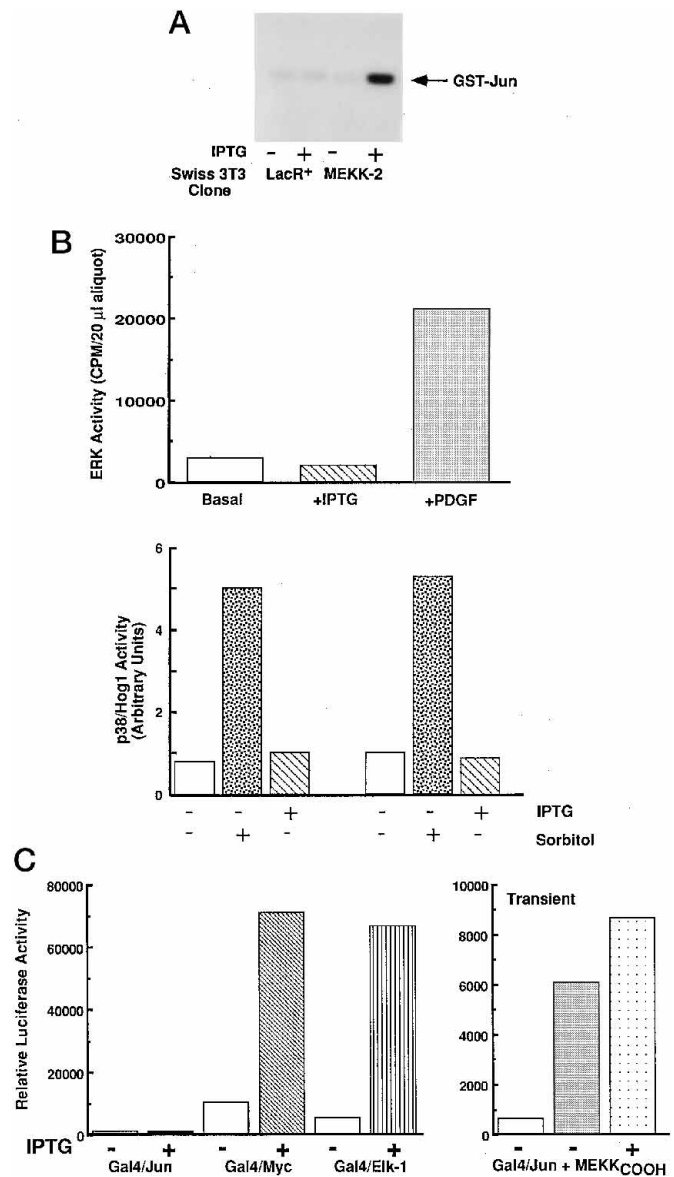 A
GST-Jun
IPTG - + - +
Swiss 3T3 LacR+ MEKK-2
Clone
B
ERK Activity (CPM/20 µl aliquot)
30000
20000
10000
0
Basal +IPTG +PDGF
p38/Hog1 Activity
(Arbitrary Units)
6
4
2
0
- - + - - + IPTG
- + - - + - Sorbitol
C
Relative Luciferase Activity
80000
60000
40000
20000
0
IPTG - + - + - +
Gal4/Jun Gal4/Myc Gal4/Elk-1
Transient
10000
8000
6000
4000
2000
0
- - +
Gal4/Jun + MEKKCOOH